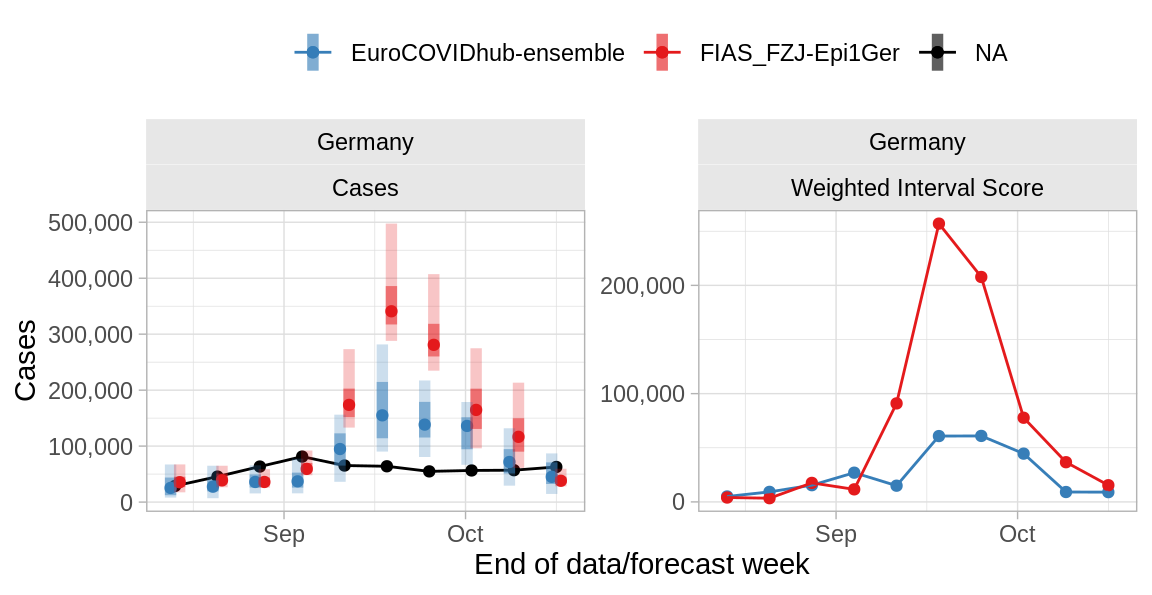 EuroCOVIDhub-ensemble FIAS_FZJ-Epi1Ger NA
Germany
Cases
500,000
400,000
300,000
200,000
100,000
0
Cases
Sep Oct
Germany
Weighted Interval Score
200,000
100,000
0
Sep Oct
End of data/forecast week